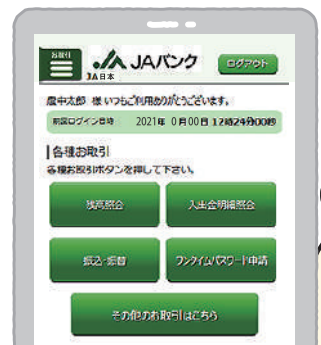 お取引
JAバンク
JA日本
ログアウト
農中太郎 様 いつもご利用ありがとうございます。
前回ログイン日時 2021年 0月00日 12時24分00秒
各種お取引
各種お取引ボタンを押して下さい。
残高照会
入出金明細照会
振込・振替
ワンタイムパスワード申請
その他のお取引はこちら